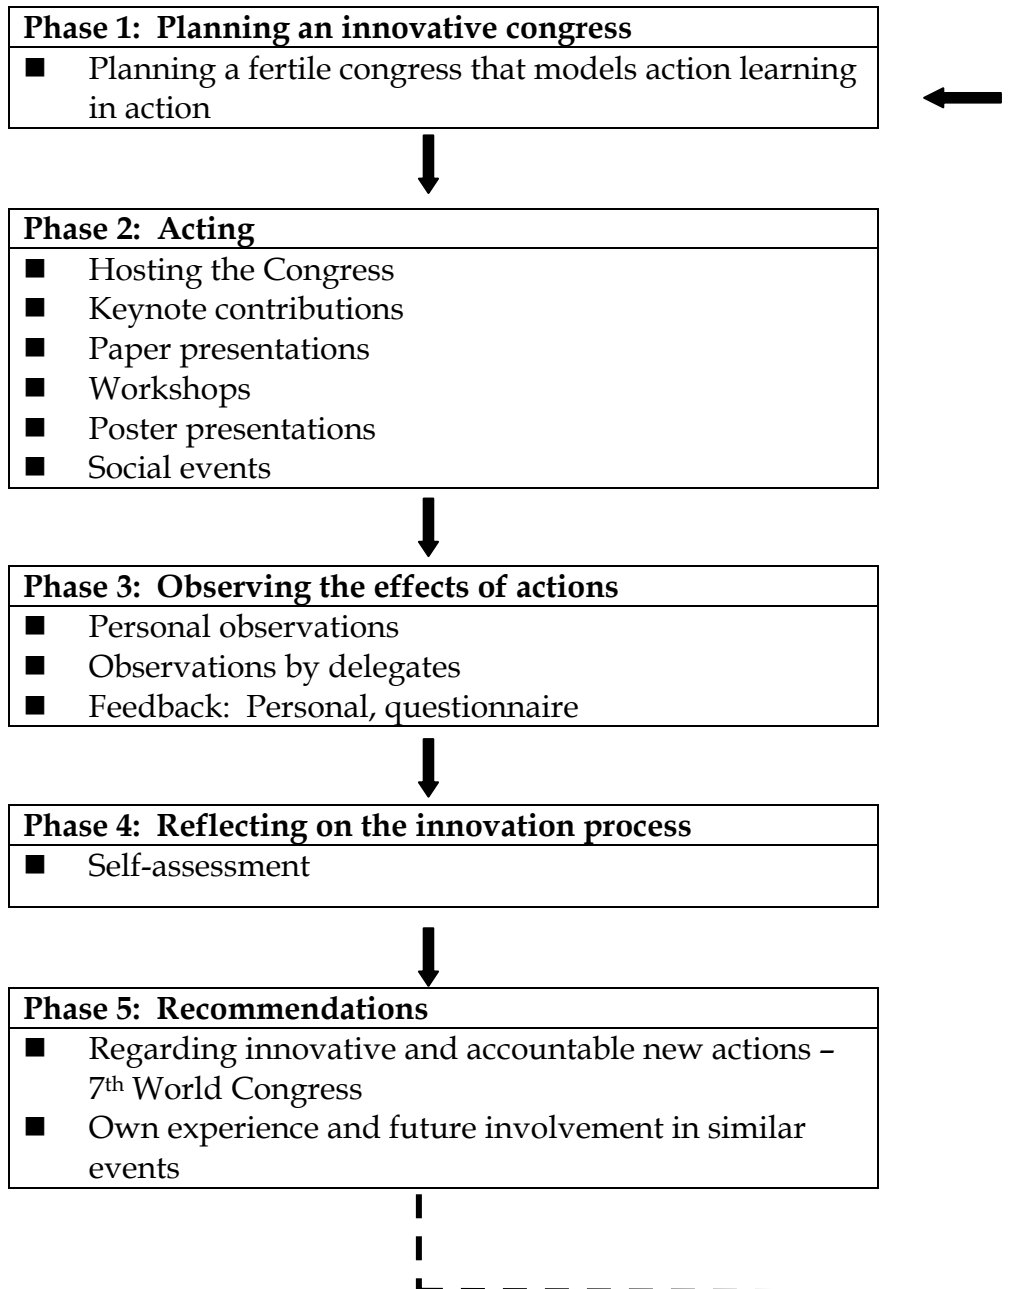 Phase 1:  Planning an innovative congress
■ Planning a fertile congress that models action learning
in action
Phase 2:  Acting
■ Hosting the Congress
■ Keynote contributions
■ Paper presentations
■ Workshops
■ Poster presentations
■ Social events
Phase 3:  Observing the effects of actions
■ Personal observations
■ Observations by delegates
■ Feedback:  Personal, questionnaire
Phase 4:  Reflecting on the innovation process
■ Self-assessment
Phase 5:  Recommendations
■ Regarding innovative and accountable new actions –
7th World Congress
■ Own experience and future involvement in similar
events